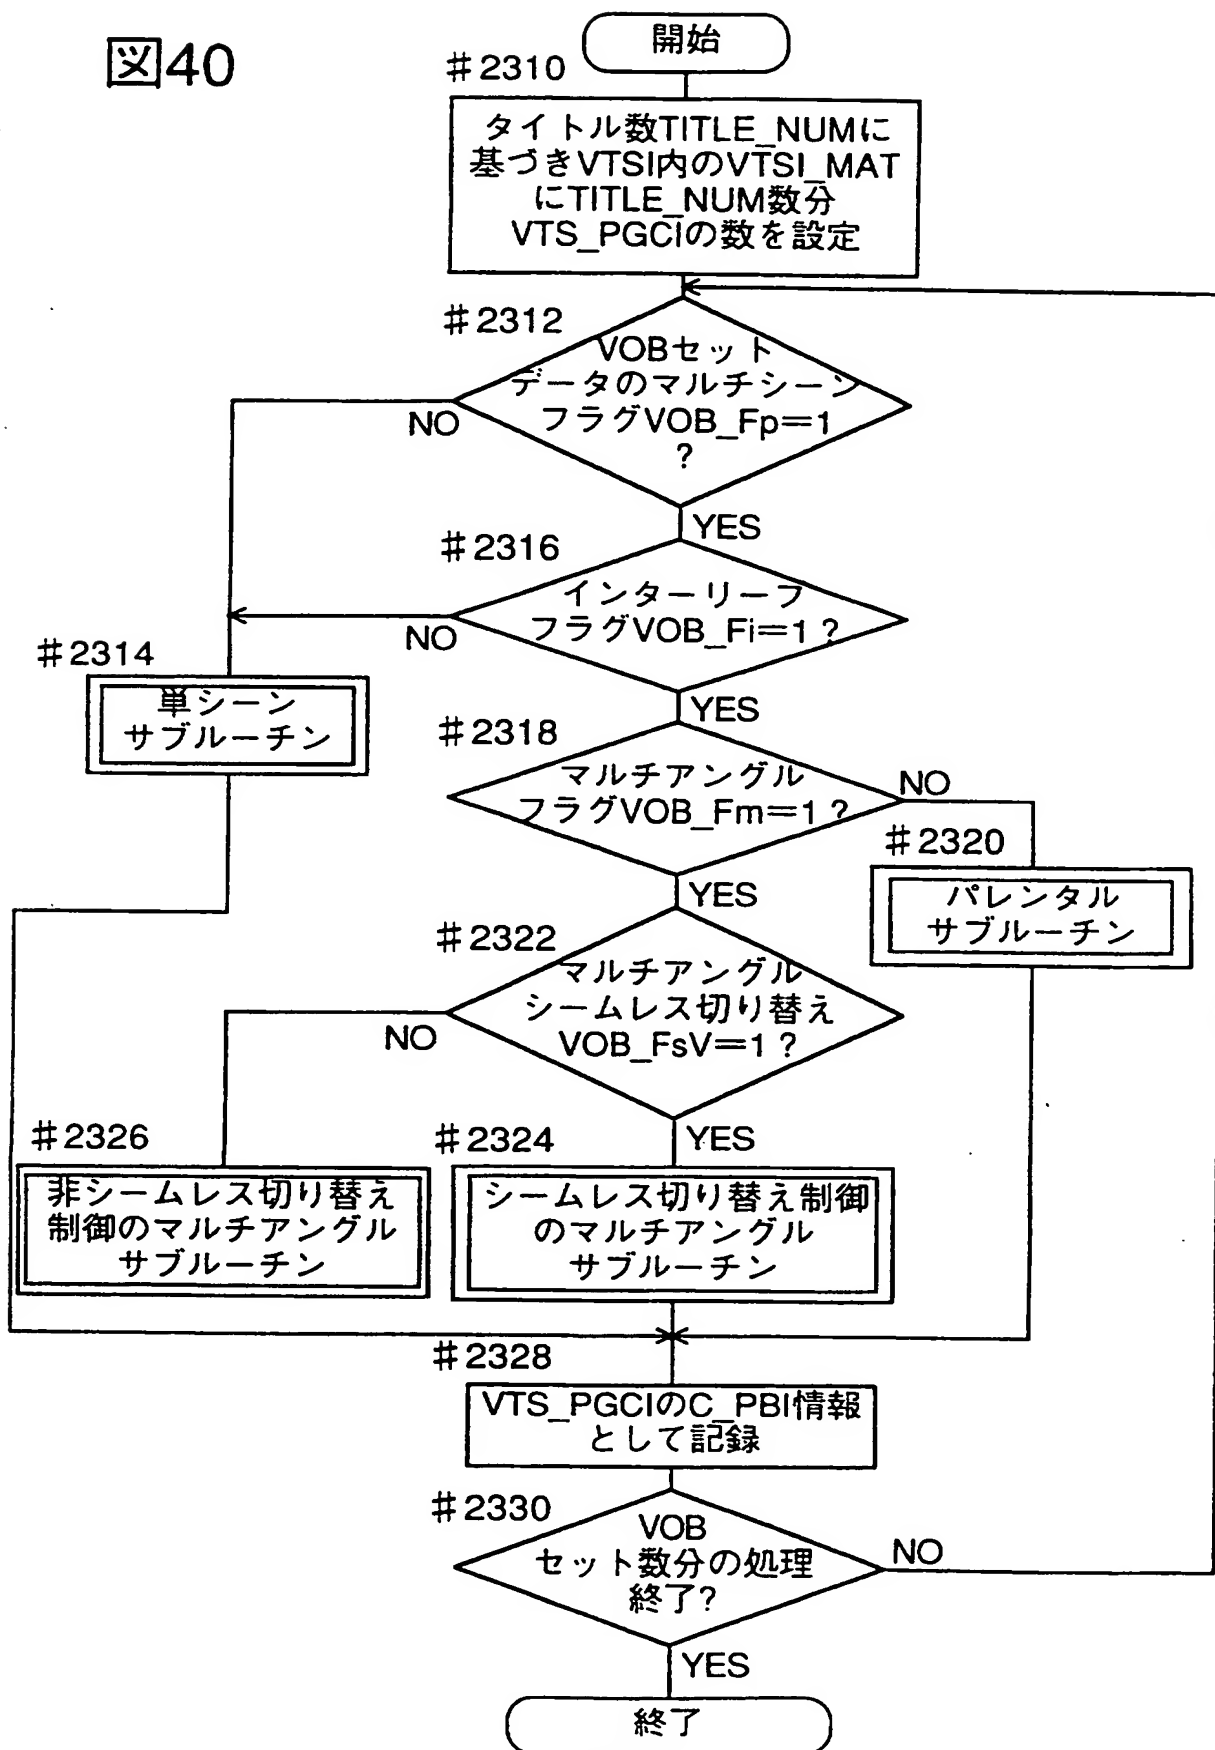 図40
開始
#2310
タイトル数TITLE_NUMに
基づきVTSI内のVTSI_MAT
にTITLE_NUM数分
VTS_PGCIの数を設定
#2312
VOBセット
データのマルチシーン
フラグVOB_Fp=1
?
NO
YES
#2316
インターリーフ
フラグVOB_Fi=1?
NO
YES
#2314
単シーン
サブルーチン
#2318
マルチアングル
フラグVOB_Fm=1?
NO
YES
#2320
パレンタル
サブルーチン
#2322
マルチアングル
シームレス切り替え
VOB_FsV=1?
NO
YES
#2326
非シームレス切り替え
制御のマルチアングル
サブルーチン
#2324
シームレス切り替え制御
のマルチアングル
サブルーチン
#2328
VTS_PGCIのC_PBI情報
として記録
#2330
VOB
セット数分の処理
終了?
NO
YES
終了